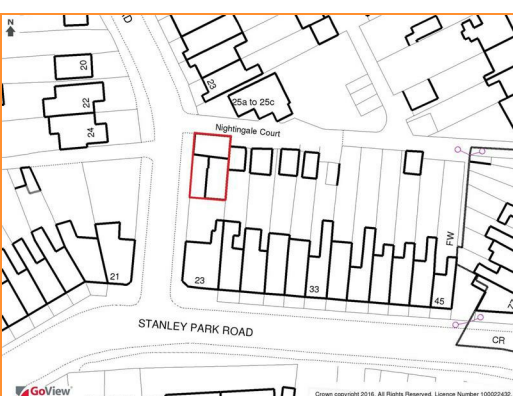 N
20
22
24
23
25a to 25c
Nightingale Court
21
23
33
45
FW
STANLEY PARK ROAD
CR
GoView
Crown copyright 2016. All Rights Reserved. Licence Number 100022432